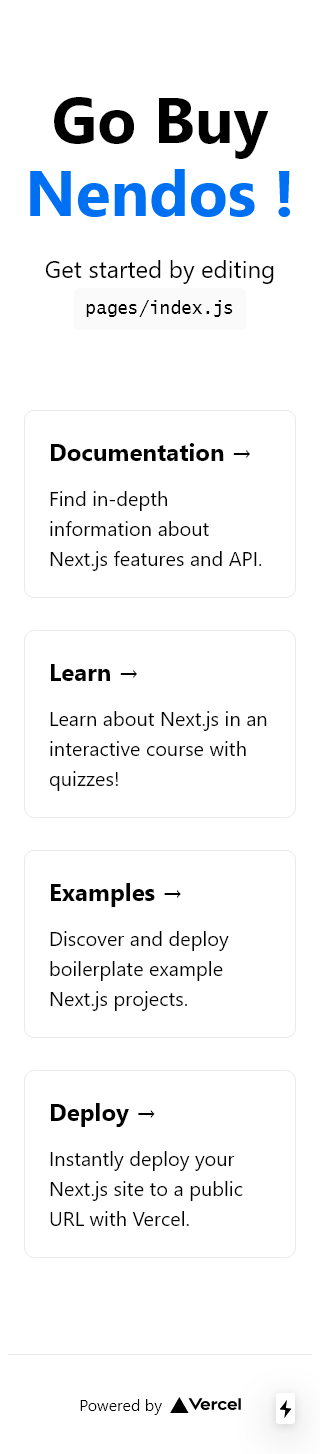 Go Buy
Nendos !
Get started by editing
pages/index.js
Documentation →
Find in-depth
information about
Next.js features and API.
Learn →
Learn about Next.js in an
interactive course with
quizzes!
Examples →
Discover and deploy
boilerplate example
Next.js projects.
Deploy →
Instantly deploy your
Next.js site to a public
URL with Vercel.
Powered by Vercel